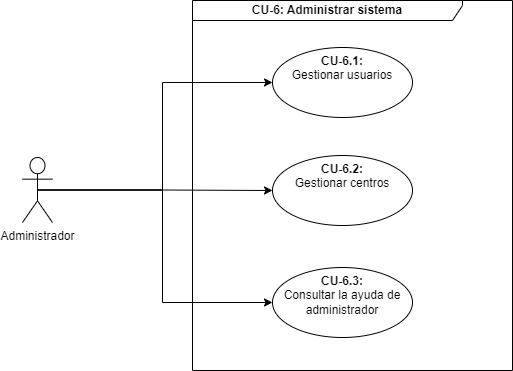 CU-6: Administrar sistema
CU-6.1:
Gestionar usuarios
CU-6.2:
Gestionar centros
Administrador
CU-6.3:
Consultar la ayuda de
administrador